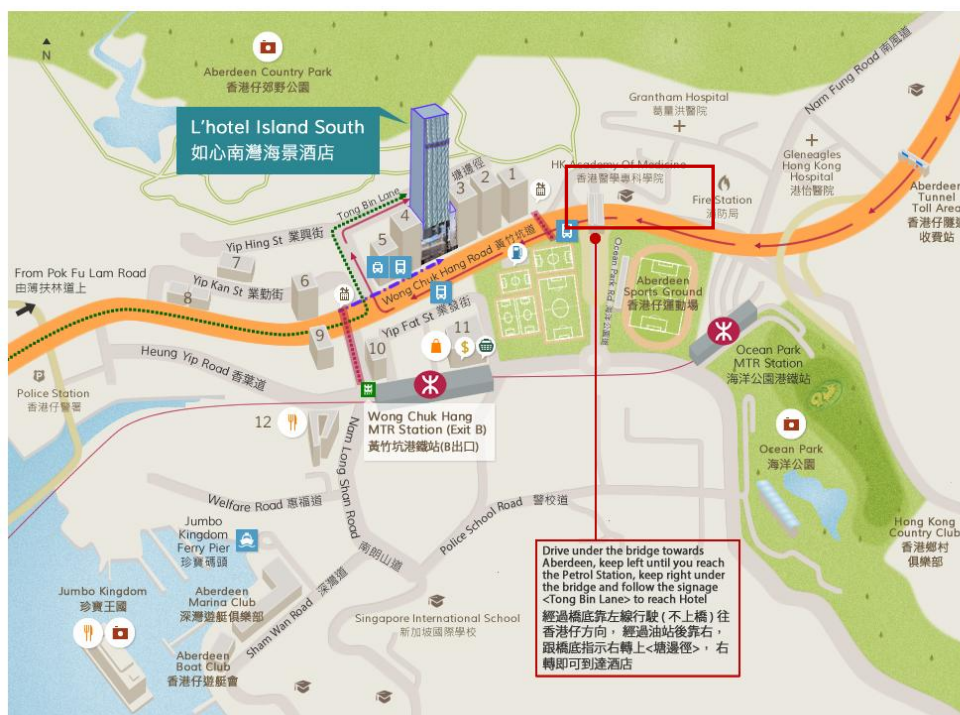 N
Aberdeen Country Park
香港仔郊野公園
L'hotel Island South
如心南灣海景酒店
Grantham Hospital
葛量洪醫院
Nam Fung Road 南風道
HK Academy Of Medicine
香港醫學專科學院
Gleneagles
Hong Kong
Hospital
港怡醫院
Fire Station
消防局
Aberdeen
Tunnel
Toll Area
香港仔隧道
收費站
Tong Bin Lane
塘邊徑
1
2
3
4
5
Yip Hing St 業興街
7
Yip Kan St 業勤街
6
8
From Pok Fu Lam Road
由薄扶林道上
Wong Chuk Hang Road 黃竹坑道
Ocean Park Rd 海洋公園道
Aberdeen
Sports Ground
香港仔運動場
Yip Fat St 業發街
9
10
11
$
Heung Yip Road 香葉道
P
Police Station
香港仔警署
Ocean Park
MTR Station
海洋公園港鐵站
12
Wong Chuk Hang
MTR Station (Exit B)
黃竹坑港鐵站(B出口)
Nam Long Shan Road
南朗山道
Ocean Park
海洋公園
Welfare Road 惠福道
Police School Road 警校道
Jumbo
Kingdom
Ferry Pier
珍寶碼頭
Hong Kong
Country Club
香港鄉村
俱樂部
Drive under the bridge towards
Aberdeen, keep left until you reach
the Petrol Station, keep right under
the bridge and follow the signage
<Tong Bin Lane> to reach Hotel
經過橋底靠左線行駛 ( 不上橋 ) 往
香港仔方向， 經過油站後靠右，
跟橋底指示右轉上<塘邊徑>， 右
轉即可到達酒店
Jumbo Kingdom
珍寶王國
Aberdeen
Marina Club
深灣遊艇俱樂部
Sham Wan Road 深灣道
Singapore International School
新加坡國際學校
Aberdeen
Boat Club
香港仔遊艇會